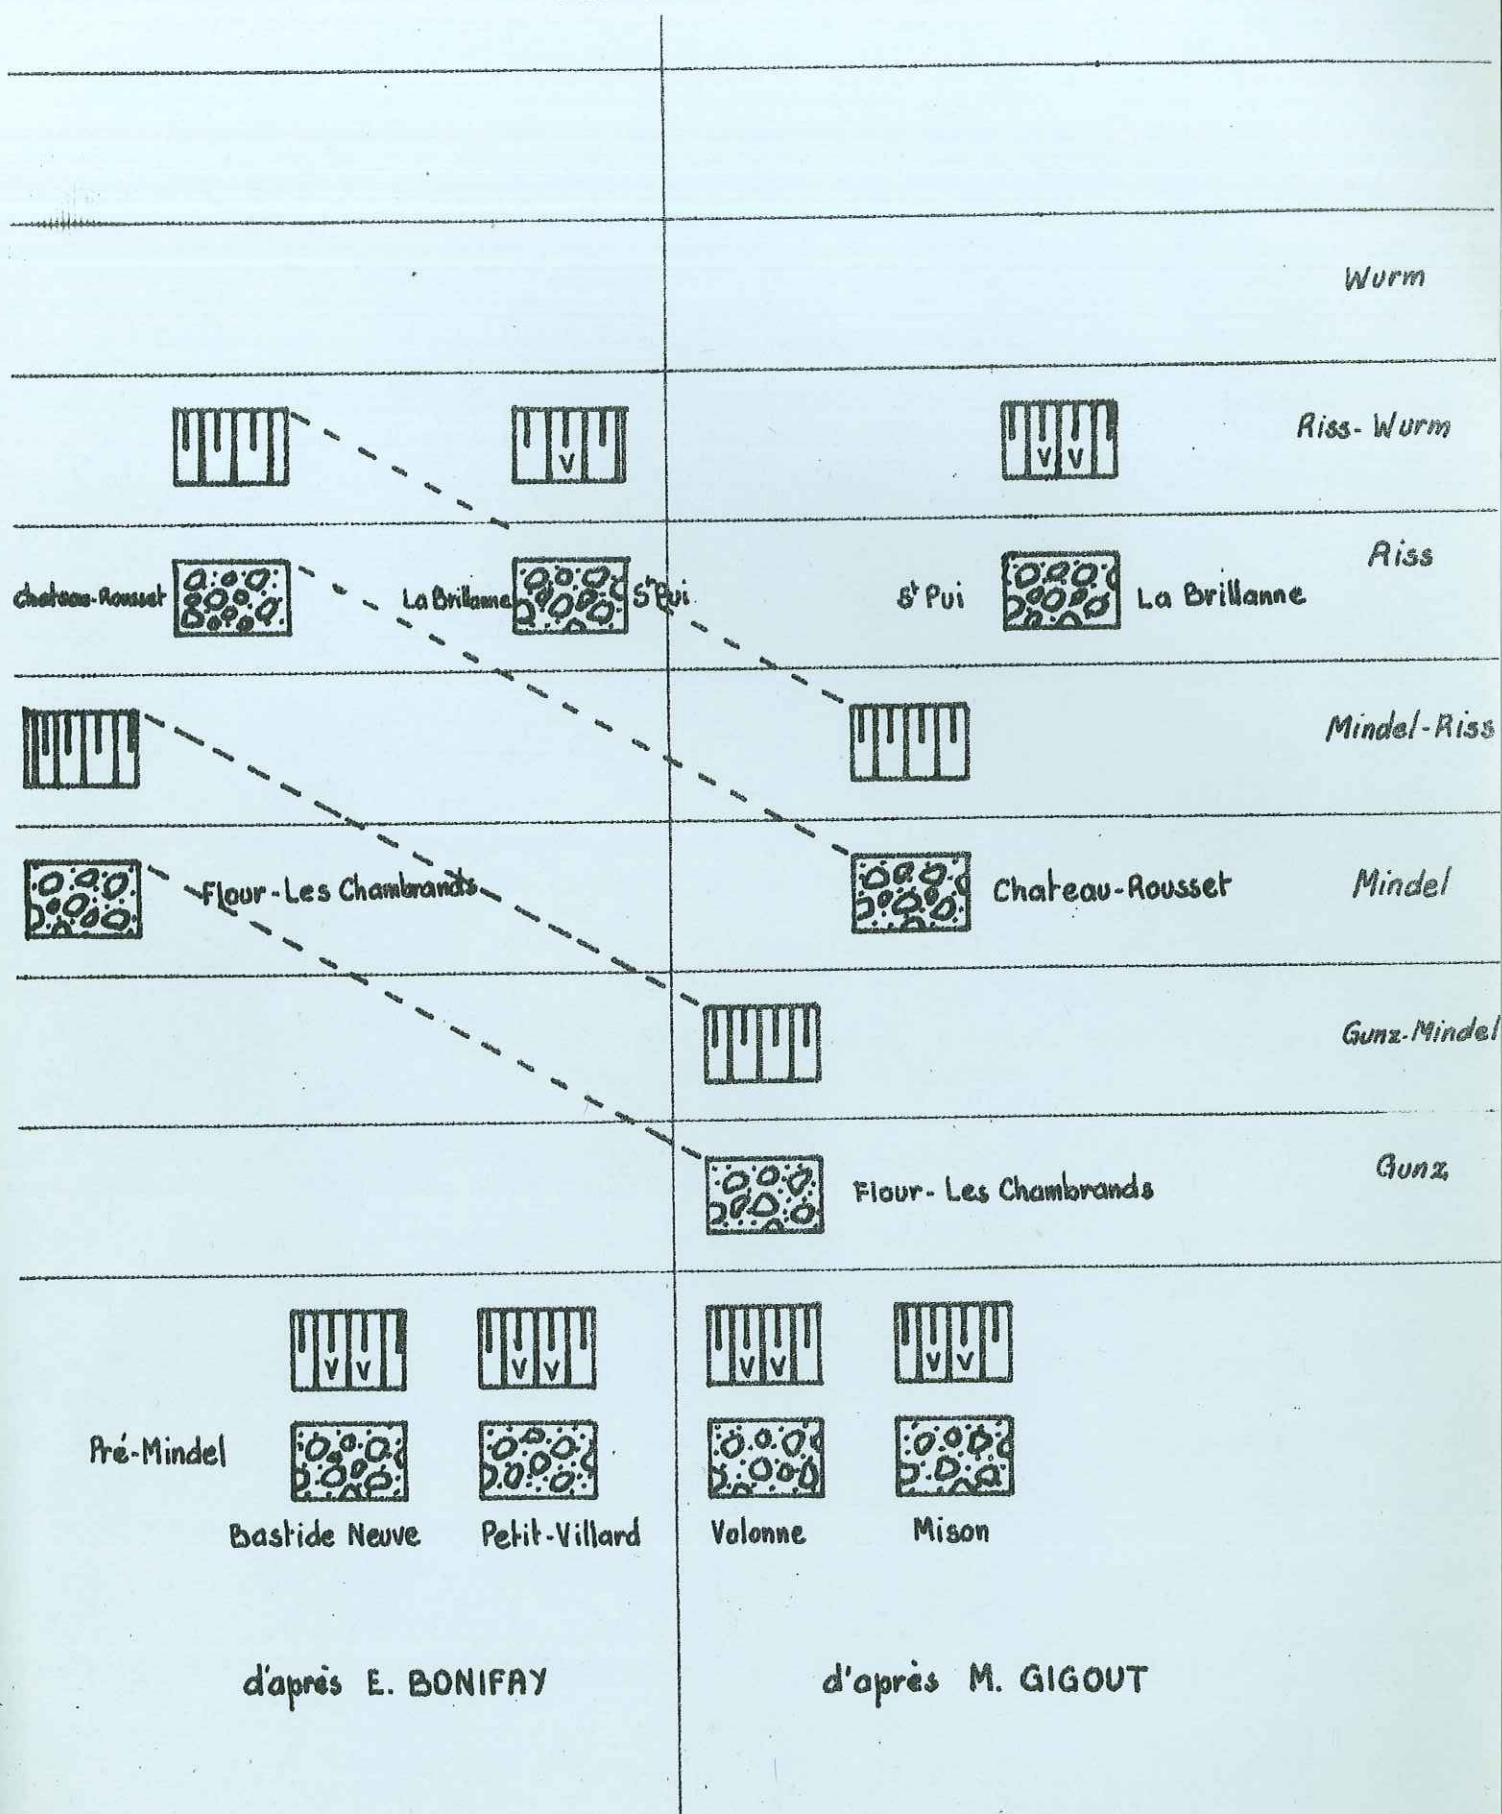 Wurm
Riss-Wurm
Riss
Chateau-Rousset
La Brillanne
St Pui
St Pui
La Brillanne
Mindel-Riss
Flour-Les Chambrands
Chateau-Rousset
Mindel
Gunz-Mindel
Flour-Les Chambrands
Gunz
V
V V
V V
V V
V V
V V
Pré-Mindel
Bastide Neuve
Petit-Villard
Volonne
Mison
d'après E. BONIFAY
d'après M. GIGOUT